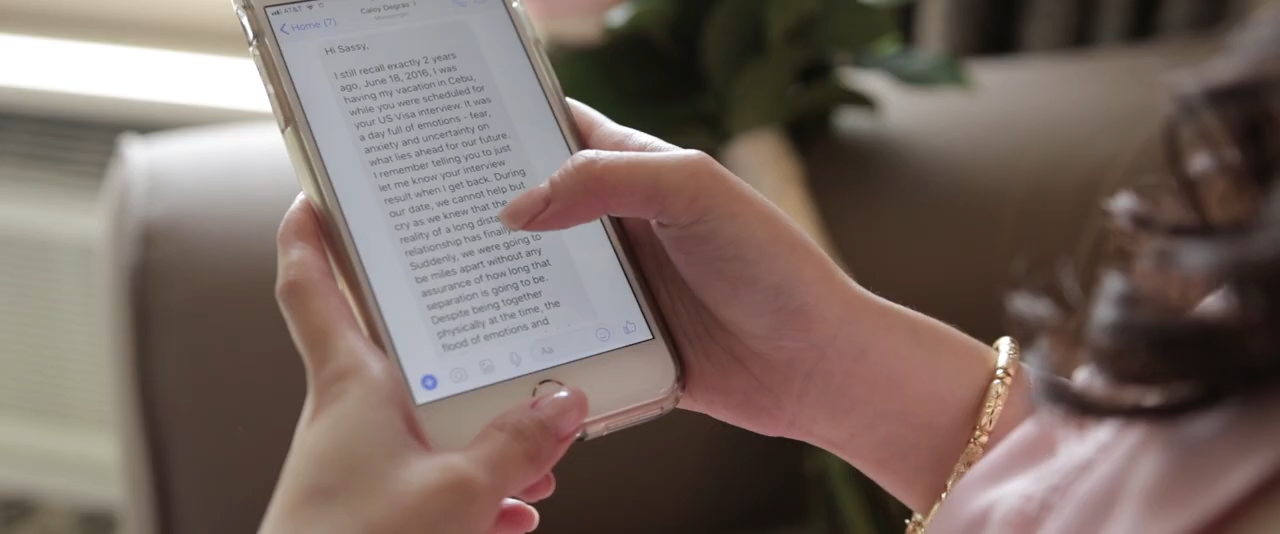 AT&T
Home (7)
Messenger
Hi Sassy,
I still recall exactly 2 years
ago, June 18, 2016, I was
having my vacation in Cebu,
while you were scheduled for
your US Visa interview. It was
a day full of emotions - fear,
anxiety and uncertainty on
what lies ahead for our future.
I remember telling you to just
let me know your interview
result when I get back. During
our date, we cannot help but
cry as we knew that the
reality of a long
relationship has finally
Suddenly, we were going to
be miles apart without any
assurance of how long that
separation is going to be.
Despite being together
physically at the time, the
flood of emotions and
Aa